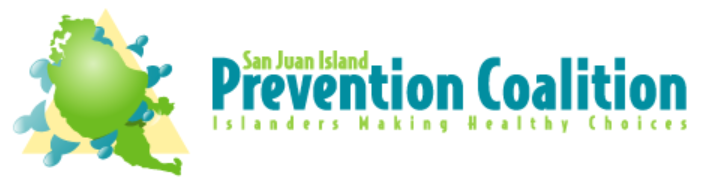 San Juan Island
Prevention Coalition
Islanders Making Healthy Choices